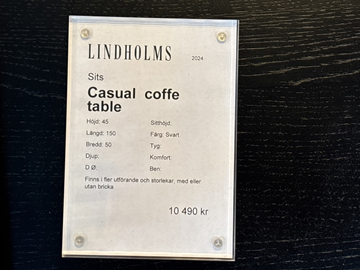 LINDHOLMS 2024
Sits
Casual coffe
table
Höjd: 45 Sitthöjd:
Längd: 150 Färg: Svart
Bredd: 50 Tyg:
Djup: Komfort:
D Ø: Ben:
Finns i fler utförande och storlekar, med eller
utan bricka
10 490 kr